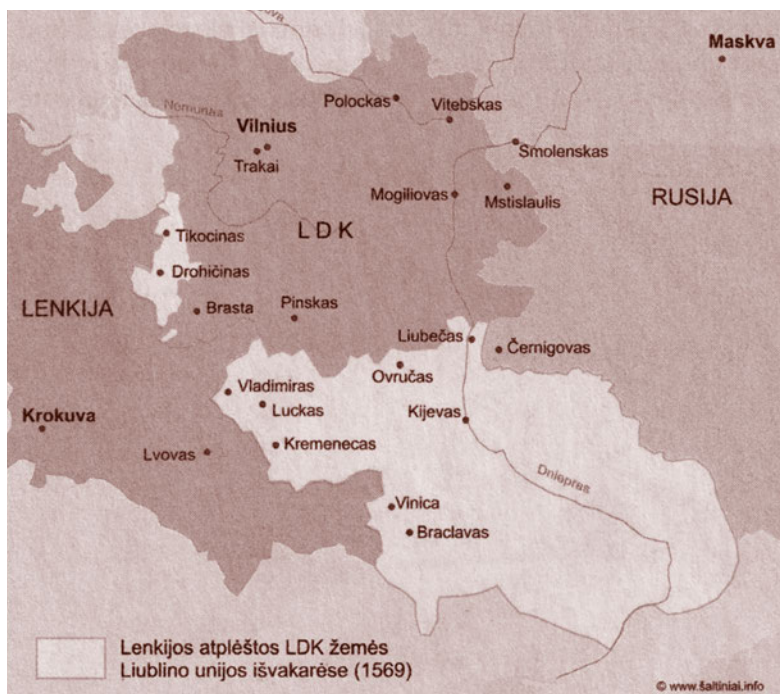 Maskva
Polockas
Vitebskas
Nemunas
Vilnius
Trakai
Smolenskas
Mogiliovas
Mstislaulis
RUSIJA
Tikocinas
LDK
Drohičinas
LENKIJA
Brasta
Pinskas
Liubečas
Černigovas
Ovručas
Vladimiras
Luckas
Kijevas
Krokuva
Kremenecas
Lvovas
Dniepras
Vinica
Braclavas
Lenkijos atplėštos LDK žemės
Liublino unijos išvakarėse (1569)
© www.šaltiniai.info